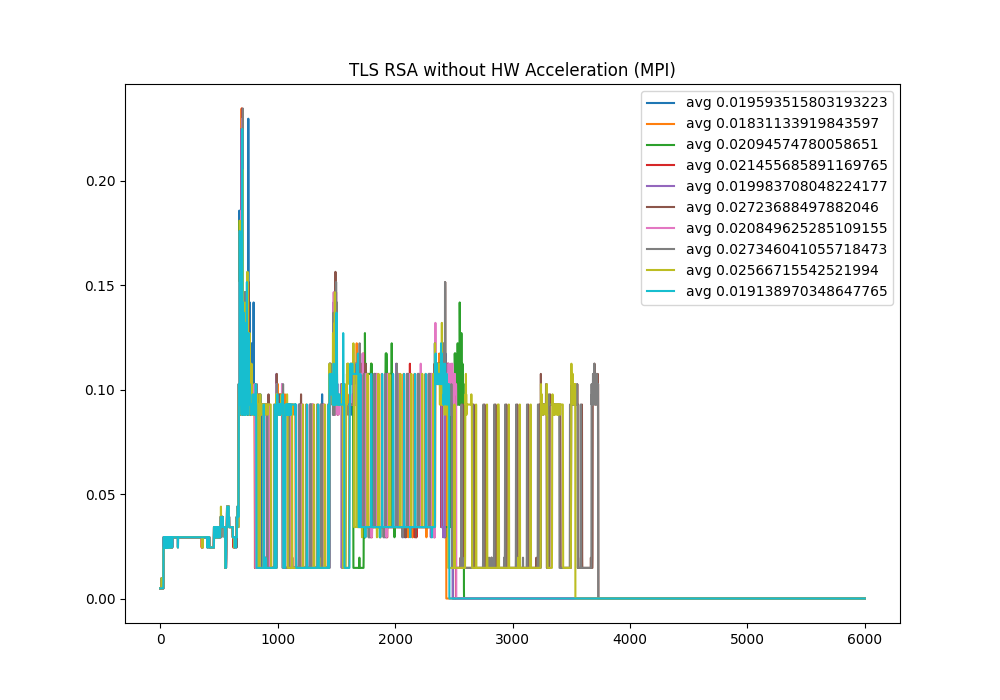 TLS RSA without HW Acceleration (MPI)
avg 0.019593515803193223
avg 0.01831133919843597
avg 0.02094574780058651
avg 0.021455685891169765
avg 0.019983708048224177
avg 0.02723688497882046
avg 0.020849625285109155
avg 0.027346041055718473
avg 0.02566715542521994
avg 0.019138970348647765
0.20
0.15
0.10
0.05
0.00
0 1000 2000 3000 4000 5000 6000